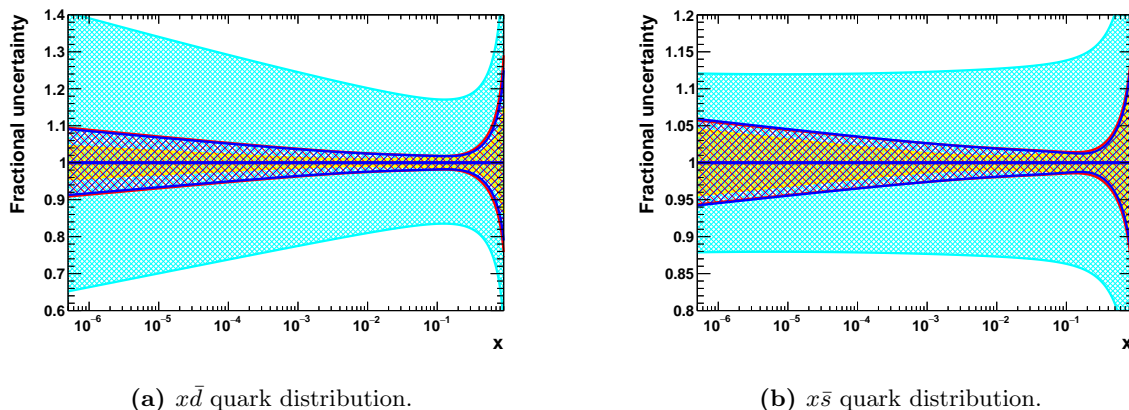 Fractional uncertainty
1.4
1.3
1.2
1.1
1
0.9
0.8
0.7
0.6
10⁻⁶ 10⁻⁵ 10⁻⁴ 10⁻³ 10⁻² 10⁻¹
x
(a) xd̄ quark distribution.
Fractional uncertainty
1.2
1.15
1.1
1.05
1
0.95
0.9
0.85
0.8
10⁻⁶ 10⁻⁵ 10⁻⁴ 10⁻³ 10⁻² 10⁻¹
x
(b) xs̄ quark distribution.